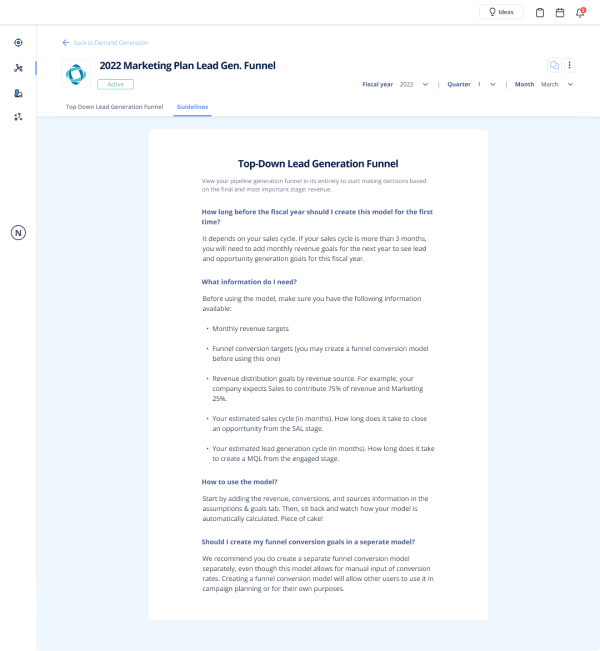 Ideas
back to Demand Generation
2022 Marketing Plan Lead Gen. Funnel
Active
Fiscal year 2022 | Quarter 1 | Month March
Top Down Lead Generation Funnel Guidelines
N
Top-Down Lead Generation Funnel
View your pipeline generation funnel in its entirety to start making decisions based
on the final and most important stage: revenue.
How long before the fiscal year should I create this model for the first
time?
It depends on your sales cycle. If your sales cycle is more than 3 months,
you will need to add monthly revenue goals for the next year to see lead
and opportunity generation goals for this fiscal year.
What information do I need?
Before using the model, make sure you have the following information
available:
• Monthly revenue targets
• Funnel conversion targets (you may create a funnel conversion model
before using this one)
• Revenue distribution goals by revenue source. For example, your
company expects Sales to contribute 75% of revenue and Marketing
25%.
• Your estimated sales cycle (in months). How long does it take to close
an opportunity from the SAL stage.
• Your estimated lead generation cycle (in months). How long does it take
to create a MQL from the engaged stage.
How to use the model?
Start by adding the revenue, conversions, and sources information in the
assumptions & goals tab. Then, sit back and watch how your model is
automatically calculated. Piece of cake!
Should I create my funnel conversion goals in a seperate model?
We recommend you do create a separate funnel conversion model
separately, even though this model allows for manual input of conversion
rates. Creating a funnel conversion model will allow other users to use it in
campaign planning or for their own purposes.